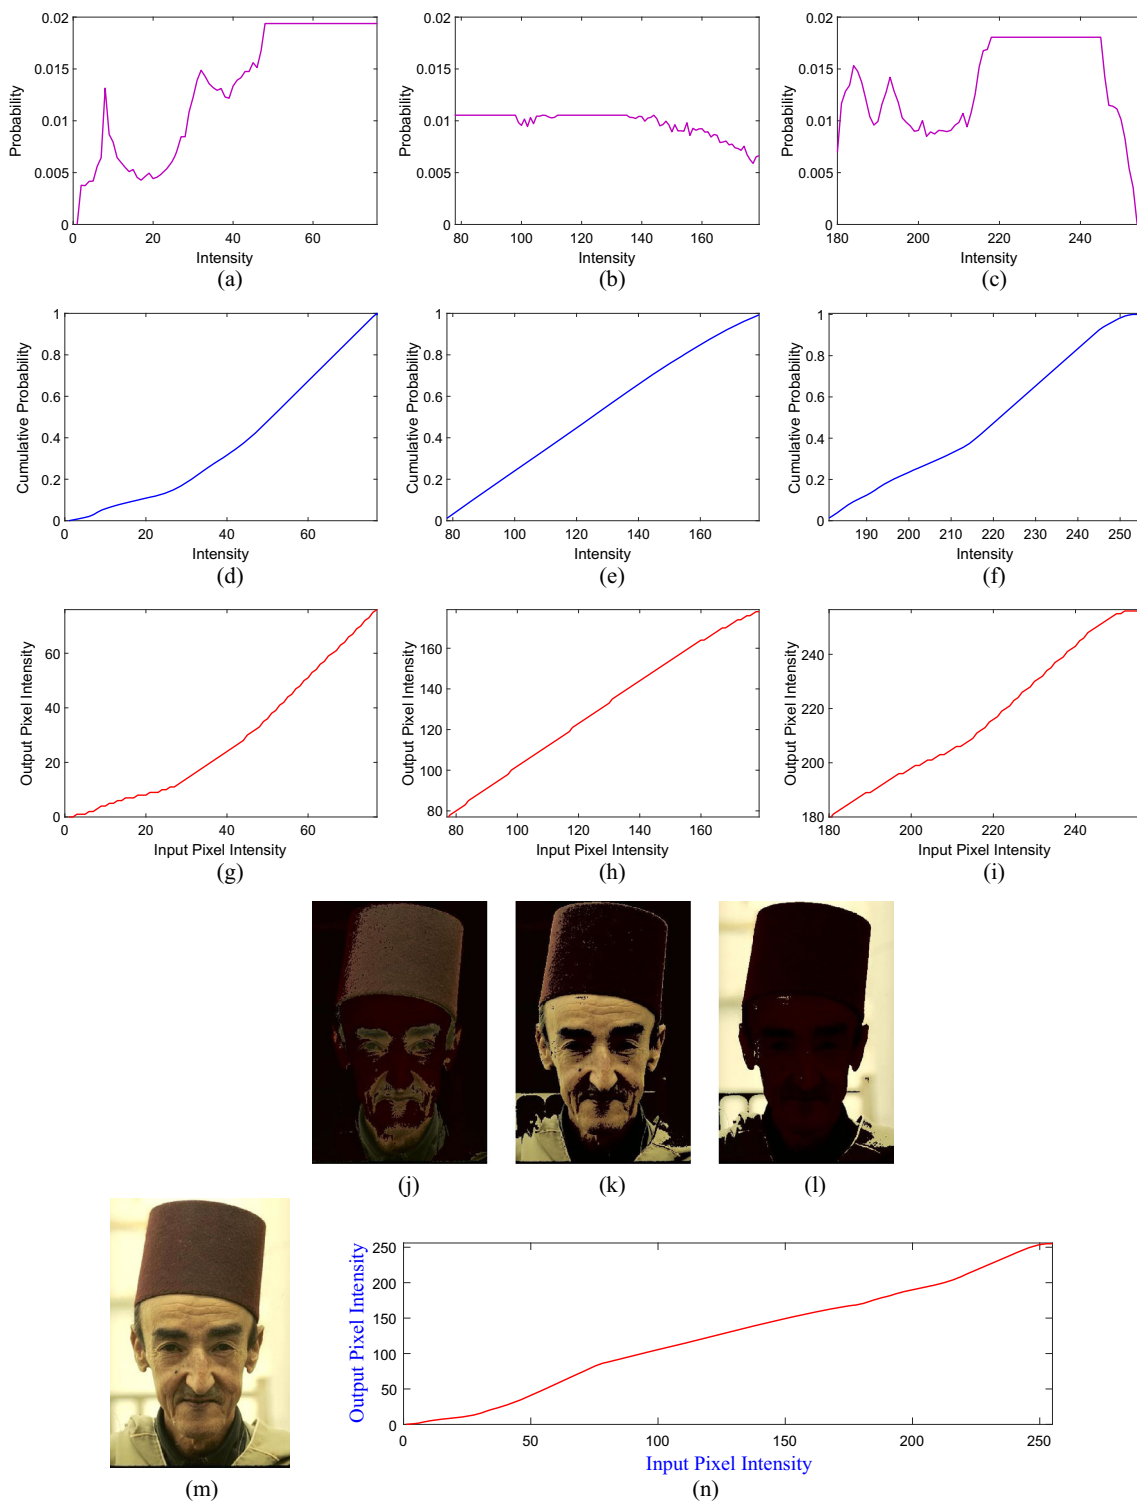 0.02
0.015
0.01
0.005
0
0 20 40 60
Probability
Intensity
(a)
0.02
0.015
0.01
0.005
0
80 100 120 140 160
Probability
Intensity
(b)
0.02
0.015
0.01
0.005
0
180 200 220 240
Probability
Intensity
(c)
1
0.8
0.6
0.4
0.2
0
0 20 40 60
Cumulative Probability
Intensity
(d)
1
0.8
0.6
0.4
0.2
0
80 100 120 140 160
Cumulative Probability
Intensity
(e)
1
0.8
0.6
0.4
0.2
0
190 200 210 220 230 240 250
Cumulative Probability
Intensity
(f)
60
40
20
0
0 20 40 60
Output Pixel Intensity
Input Pixel Intensity
(g)
160
140
120
100
80
80 100 120 140 160
Output Pixel Intensity
Input Pixel Intensity
(h)
240
220
200
180
180 200 220 240
Output Pixel Intensity
Input Pixel Intensity
(i)
(j) (k) (l)
(m)
250
200
150
100
50
0
0 50 100 150 200 250
Output Pixel Intensity
Input Pixel Intensity
(n)